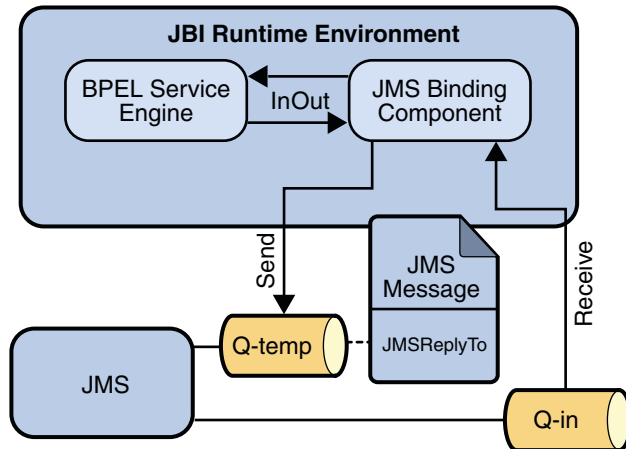 JBI Runtime Environment
BPEL Service
Engine
InOut
JMS Binding
Component
Send
Receive
JMS
Message
JMSReplyTo
Q-temp
JMS
Q-in